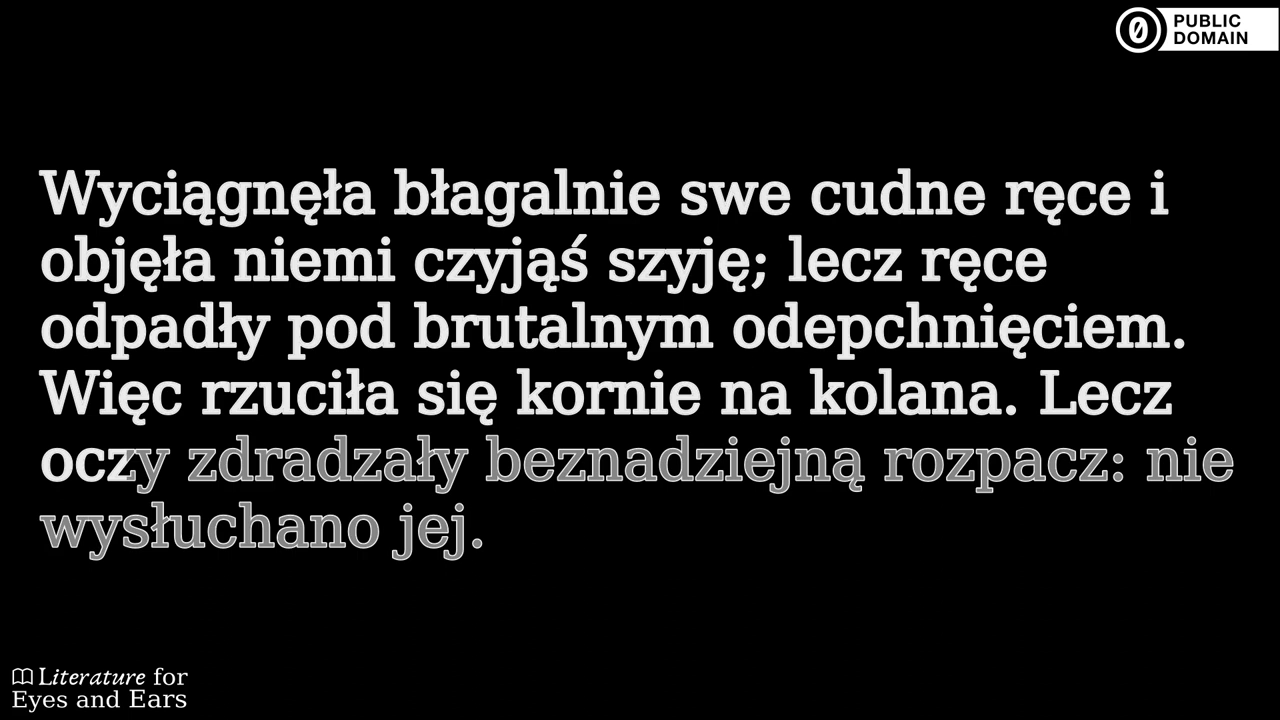 PUBLIC
DOMAIN
Wyciągnęła błagalnie swe cudne ręce i
objęła niemi czyjąś szyję; lecz ręce
odpadły pod brutalnym odepchnięciem.
Więc rzuciła się kornie na kolana. Lecz
oczy zdradzały beznadziejną rozpacz: nie
wysłuchano jej.
Literature for
Eyes and Ears